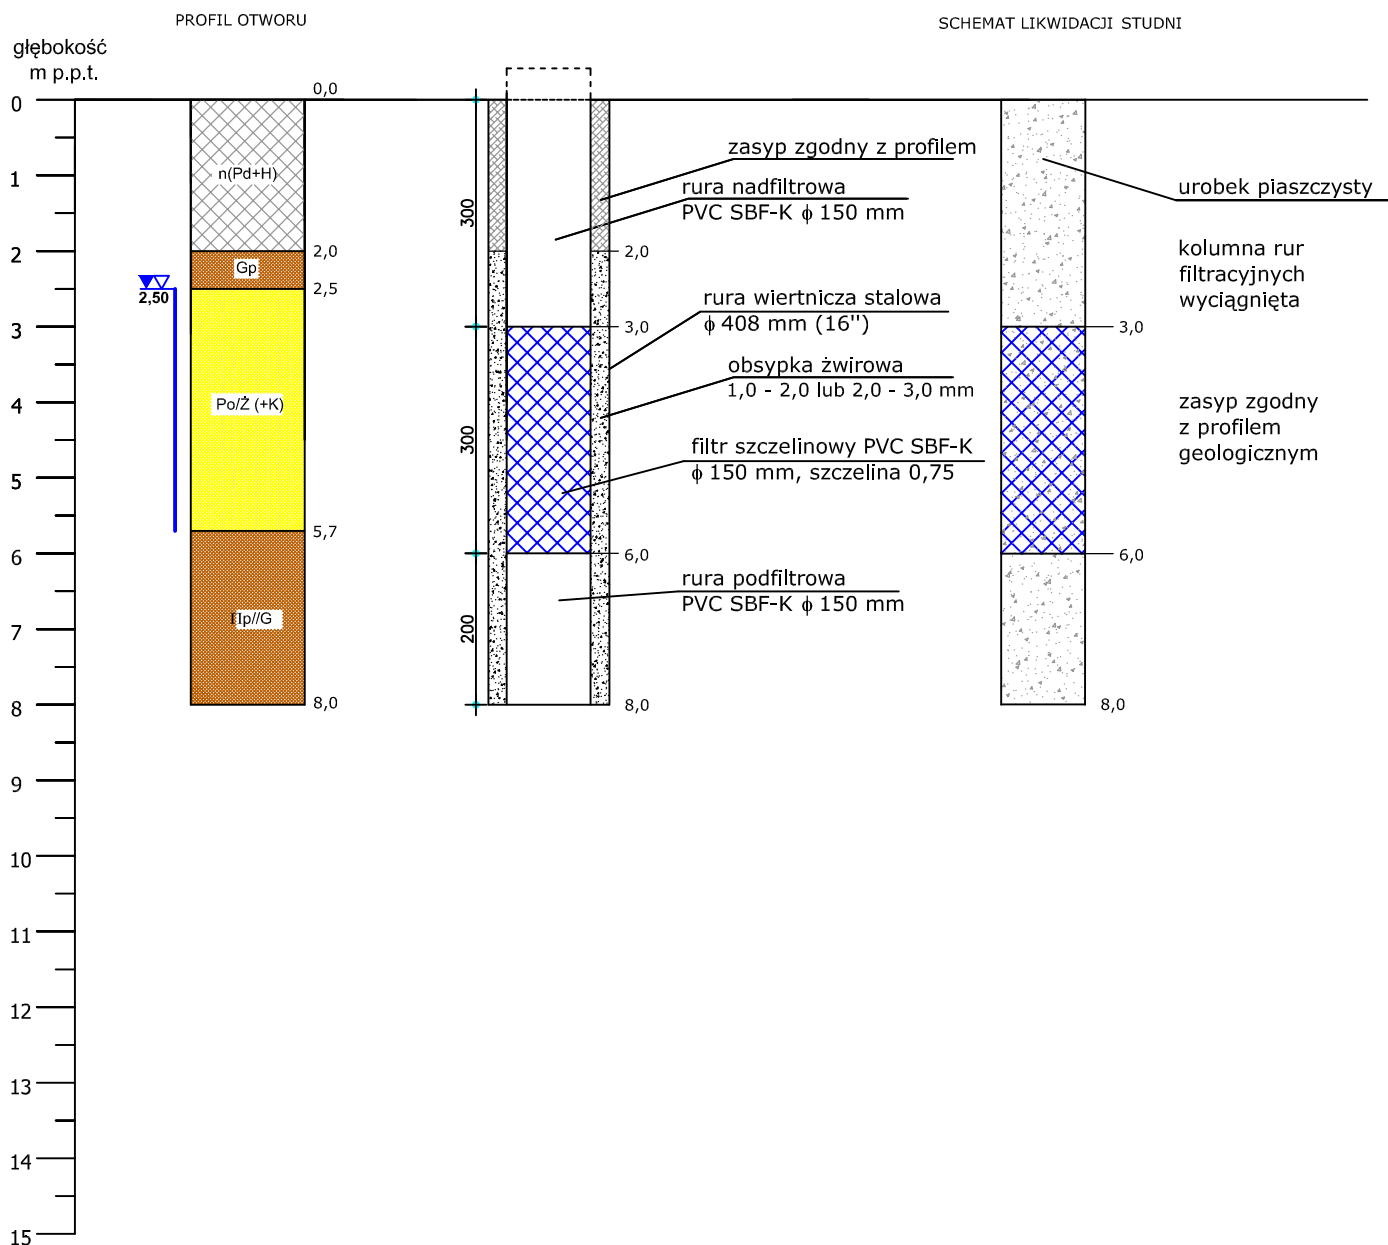 PROFIL OTWORU
SCHEMAT LIKWIDACJI STUDNI
głębokość
m p.p.t.
0
1
2
3
4
5
6
7
8
9
10
11
12
13
14
15
0,0
n(Pd+H)
2,0
Gp
2,5
2,50
Po/Ż (+K)
5,7
Πp//G
8,0
300
300
200
zasyp zgodny z profilem
rura nadfiltrowa
PVC SBF-K ϕ 150 mm
2,0
rura wiertnicza stalowa
ϕ 408 mm (16'')
3,0
obsypka żwirowa
1,0 - 2,0 lub 2,0 - 3,0 mm
filtr szczelinowy PVC SBF-K
ϕ 150 mm, szczelina 0,75
6,0
rura podfiltrowa
PVC SBF-K ϕ 150 mm
8,0
urobek piaszczysty
kolumna rur
filtracyjnych
wyciągnięta
3,0
zasyp zgodny
z profilem
geologicznym
6,0
8,0